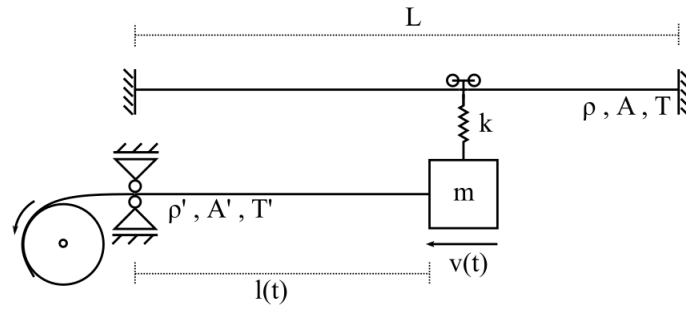 L
ρ , A , T
k
m
ρ' , A' , T'
v(t)
l(t)